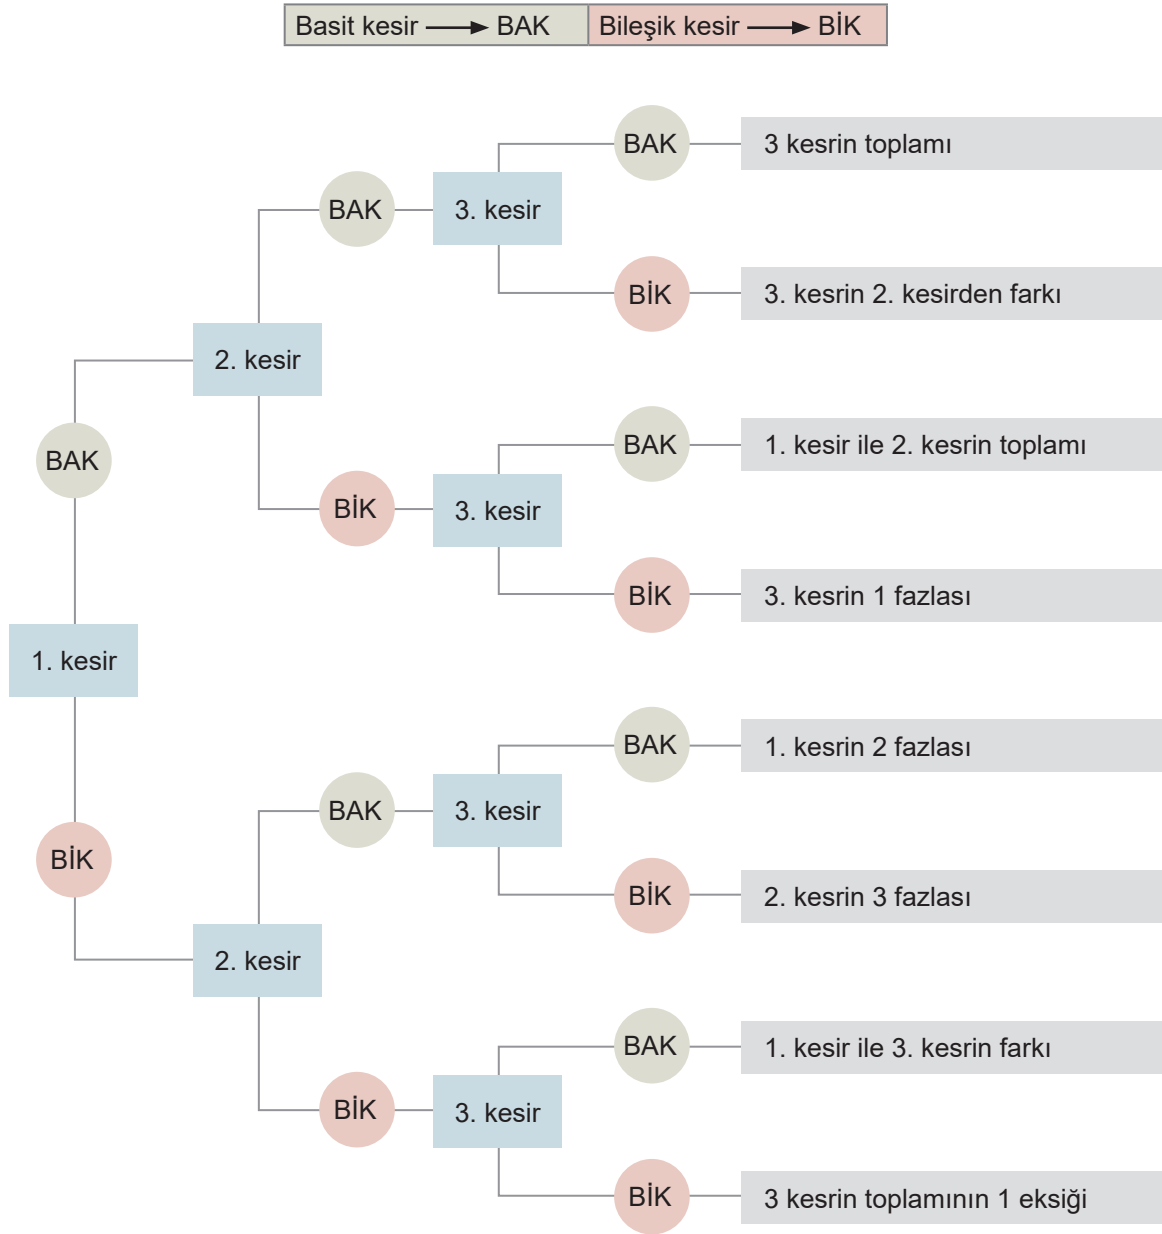 Basit kesir BAK Bileşik kesir BİK
BAK 3 kesrin toplamı
BAK 3. kesir
BİK 3. kesrin 2. kesirden farkı
2. kesir
BAK 1. kesir ile 2. kesrin toplamı
BAK
BİK 3. kesir
BİK 3. kesrin 1 fazlası
1. kesir
BAK 1. kesrin 2 fazlası
BAK 3. kesir
BİK
BİK 2. kesrin 3 fazlası
2. kesir
BAK 1. kesir ile 3. kesrin farkı
BİK 3. kesir
BİK 3 kesrin toplamının 1 eksiği